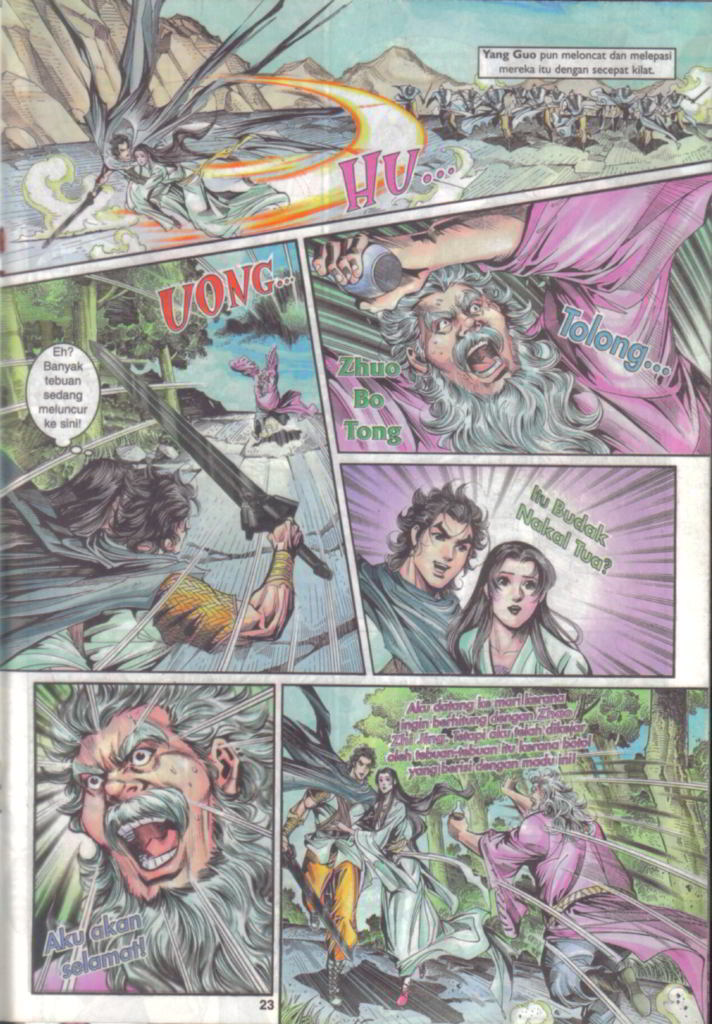 Yang Guo pun meloncat dan melepasi
mereka itu dengan secepat kilat.
HU...
UONG...
Eh?
Banyak
tebuan
sedang
meluncur
ke sini!
Tolong...
Zhuo
Bo
Tong
Itu Budak
Nakal Tua?
Aku akan
selamat!
Aku datang ke mari kerana
ingin berhitung dengan Zhao
Zhi Jing. Tetapi aku telah dikejar
oleh tebuan-tebuan itu kerana botol
yang berisi dengan madu ini!
23